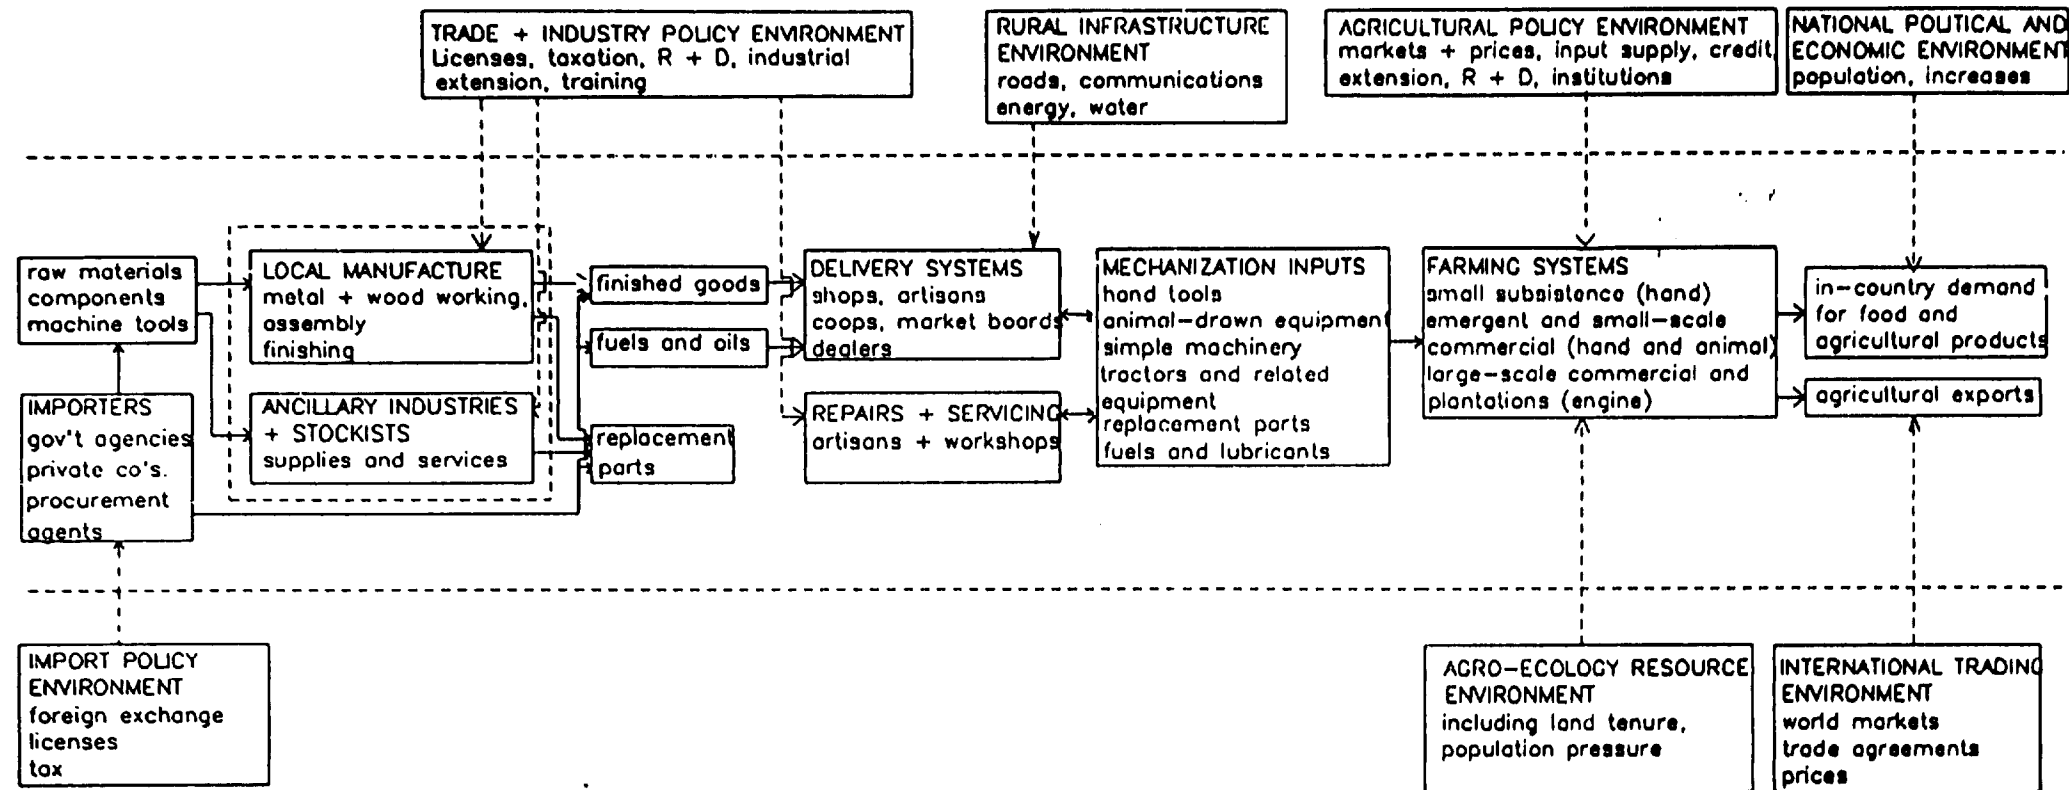 TRADE + INDUSTRY POLICY ENVIRONMENT
Licenses, taxation, R + D, industrial
extension, training
RURAL INFRASTRUCTURE
ENVIRONMENT
roads, communications
energy, water
AGRICULTURAL POLICY ENVIRONMENT
markets + prices, input supply, credit,
extension, R + D, institutions
NATIONAL POLITICAL AND
ECONOMIC ENVIRONMENT
population, increases
raw materials
components
machine tools
LOCAL MANUFACTURE
metal + wood working,
assembly
finishing
finished goods
fuels and oils
DELIVERY SYSTEMS
shops, artisans
coops, market boards
dealers
MECHANIZATION INPUTS
hand tools
animal-drawn equipment
simple machinery
tractors and related
equipment
replacement parts
fuels and lubricants
FARMING SYSTEMS
small subsistence (hand)
emergent and small-scale
commercial (hand and animal)
large-scale commercial and
plantations (engine)
in-country demand
for food and
agricultural products
agricultural exports
IMPORTERS
gov't agencies
private co's.
procurement
agents
ANCILLARY INDUSTRIES
+ STOCKISTS
supplies and services
replacement
parts
REPAIRS + SERVICING
artisans + workshops
IMPORT POLICY
ENVIRONMENT
foreign exchange
licenses
tax
AGRO-ECOLOGY RESOURCE
ENVIRONMENT
including land tenure,
population pressure
INTERNATIONAL TRADING
ENVIRONMENT
world markets
trade agreements
prices